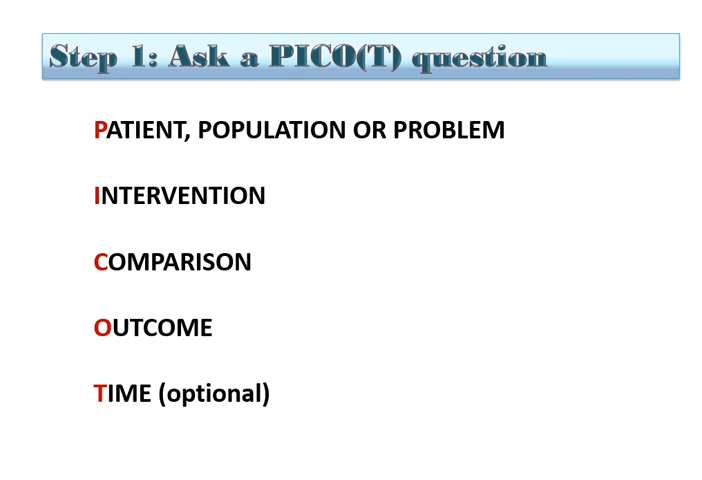 Step 1: Ask a PICO(T) question
PATIENT, POPULATION OR PROBLEM
INTERVENTION
COMPARISON
OUTCOME
TIME (optional)